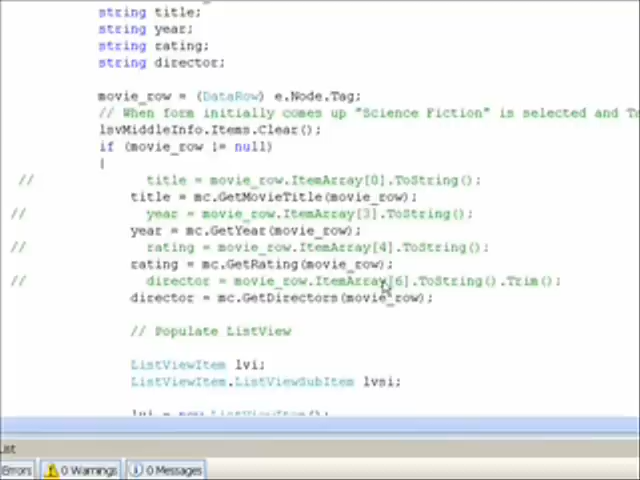 string title;
string year;
string rating;
string director;
movie_row = (DataRow) e.Node.Tag;
// When form initially comes up "Science Fiction" is selected and T
lsvMiddleInfo.Items.Clear();
if (movie_row != null)
{
// title = movie_row.ItemArray[0].ToString();
title = mc.GetMovieTitle(movie_row);
// year = movie_row.ItemArray[3].ToString();
year = mc.GetYear(movie_row);
// rating = movie_row.ItemArray[4].ToString();
rating = mc.GetRating(movie_row);
// director = movie_row.ItemArray[6].ToString().Trim();
director = mc.GetDirectors(movie_row);
// Populate ListView
ListViewItem lvi;
ListViewItem.ListViewSubItem lvsi;
lvi = new ListViewItem();
List
Errors 0 Warnings 0 Messages